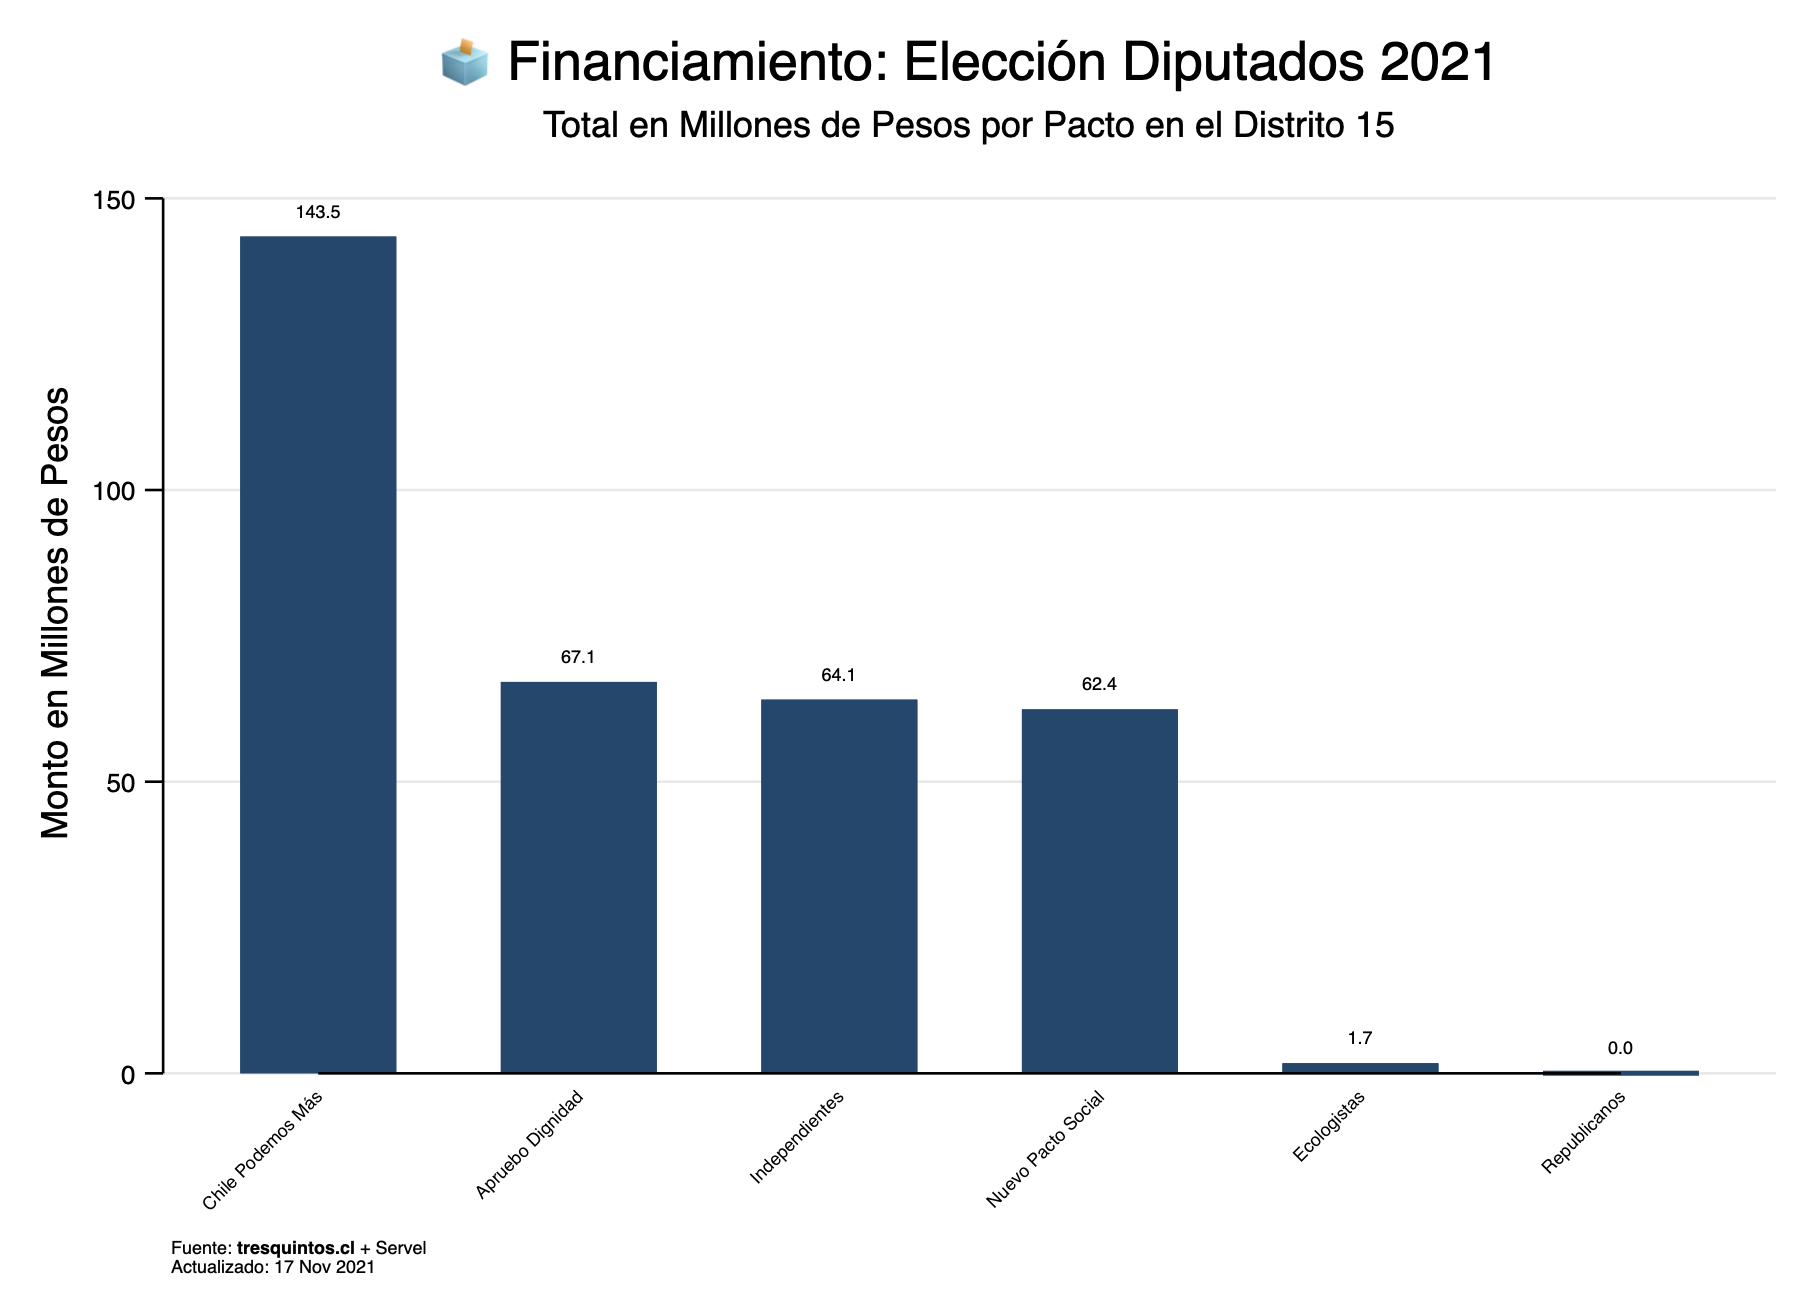 Financiamiento: Elección Diputados 2021
Total en Millones de Pesos por Pacto en el Distrito 15
Monto en Millones de Pesos
150
100
50
0
143.5
67.1
64.1
62.4
1.7
0.0
Chile Podemos Más
Apruebo Dignidad
Independientes
Nuevo Pacto Social
Ecologistas
Republicanos
Fuente: tresquintos.cl + Servel
Actualizado: 17 Nov 2021